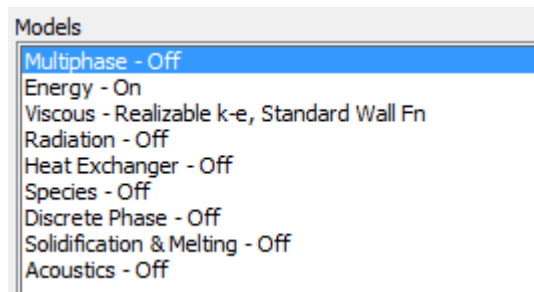 Models
Multiphase - Off
Energy - On
Viscous - Realizable k-e, Standard Wall Fn
Radiation - Off
Heat Exchanger - Off
Species - Off
Discrete Phase - Off
Solidification & Melting - Off
Acoustics - Off